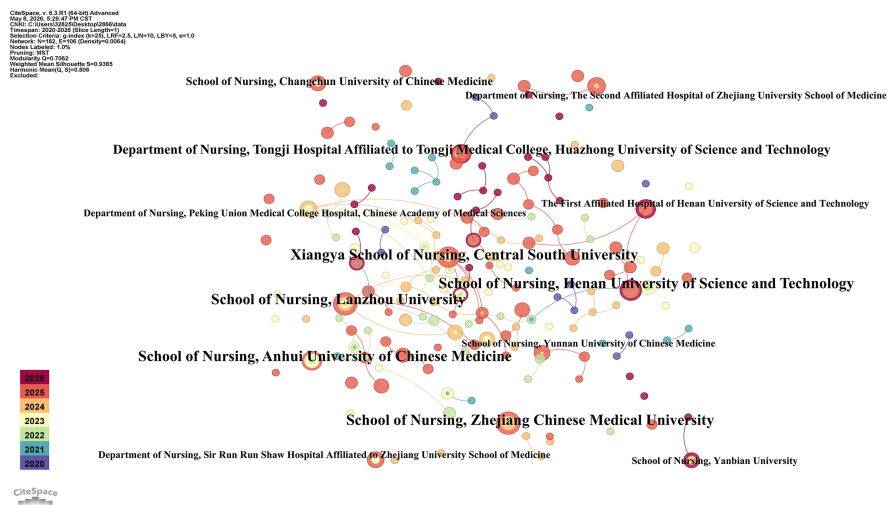 CiteSpace, v. 6.3.R1 (64-bit) Advanced
May 8, 2026, 5:29:47 PM CST
CNKI: C:\Users\32825\Desktop\2866\data
Timespan: 2020-2026 (Slice Length=1)
Selection Criteria: g-index (k=25), LRF=2.5, L/N=10, LBY=5, e=1.0
Network: N=182, E=106 (Density=0.0064)
Nodes Labeled: 1.0%
Pruning: MST
Modularity Q=0.7062
Weighted Mean Silhouette S=0.9385
Harmonic Mean(Q, S)=0.806
Excluded:
School of Nursing, Changchun University of Chinese Medicine
Department of Nursing, The Second Affiliated Hospital of Zhejiang University School of Medicine
Department of Nursing, Tongji Hospital Affiliated to Tongji Medical College, Huazhong University of Science and Technology
The First Affiliated Hospital of Henan University of Science and Technology
Department of Nursing, Peking Union Medical College Hospital, Chinese Academy of Medical Sciences
Xiangya School of Nursing, Central South University
School of Nursing, Henan University of Science and Technology
School of Nursing, Lanzhou University
School of Nursing, Yunnan University of Chinese Medicine
School of Nursing, Anhui University of Chinese Medicine
School of Nursing, Zhejiang Chinese Medical University
Department of Nursing, Sir Run Run Shaw Hospital Affiliated to Zhejiang University School of Medicine
School of Nursing, Yanbian University
2026
2025
2024
2023
2022
2021
2020
CiteSpace